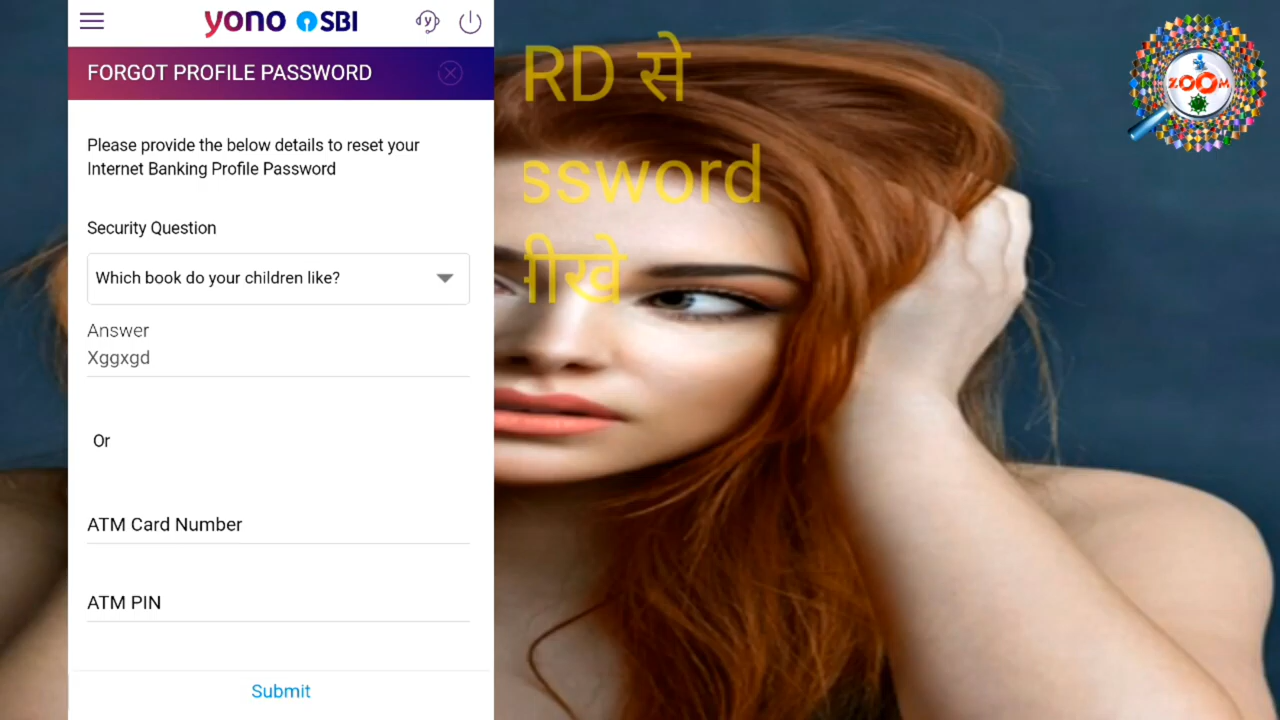 yono SBI
FORGOT PROFILE PASSWORD
Please provide the below details to reset your
Internet Banking Profile Password
Security Question
Which book do your children like?
Answer
Xggxgd
Or
ATM Card Number
ATM PIN
Submit
RD से
ssword
ीखे
ZOOM